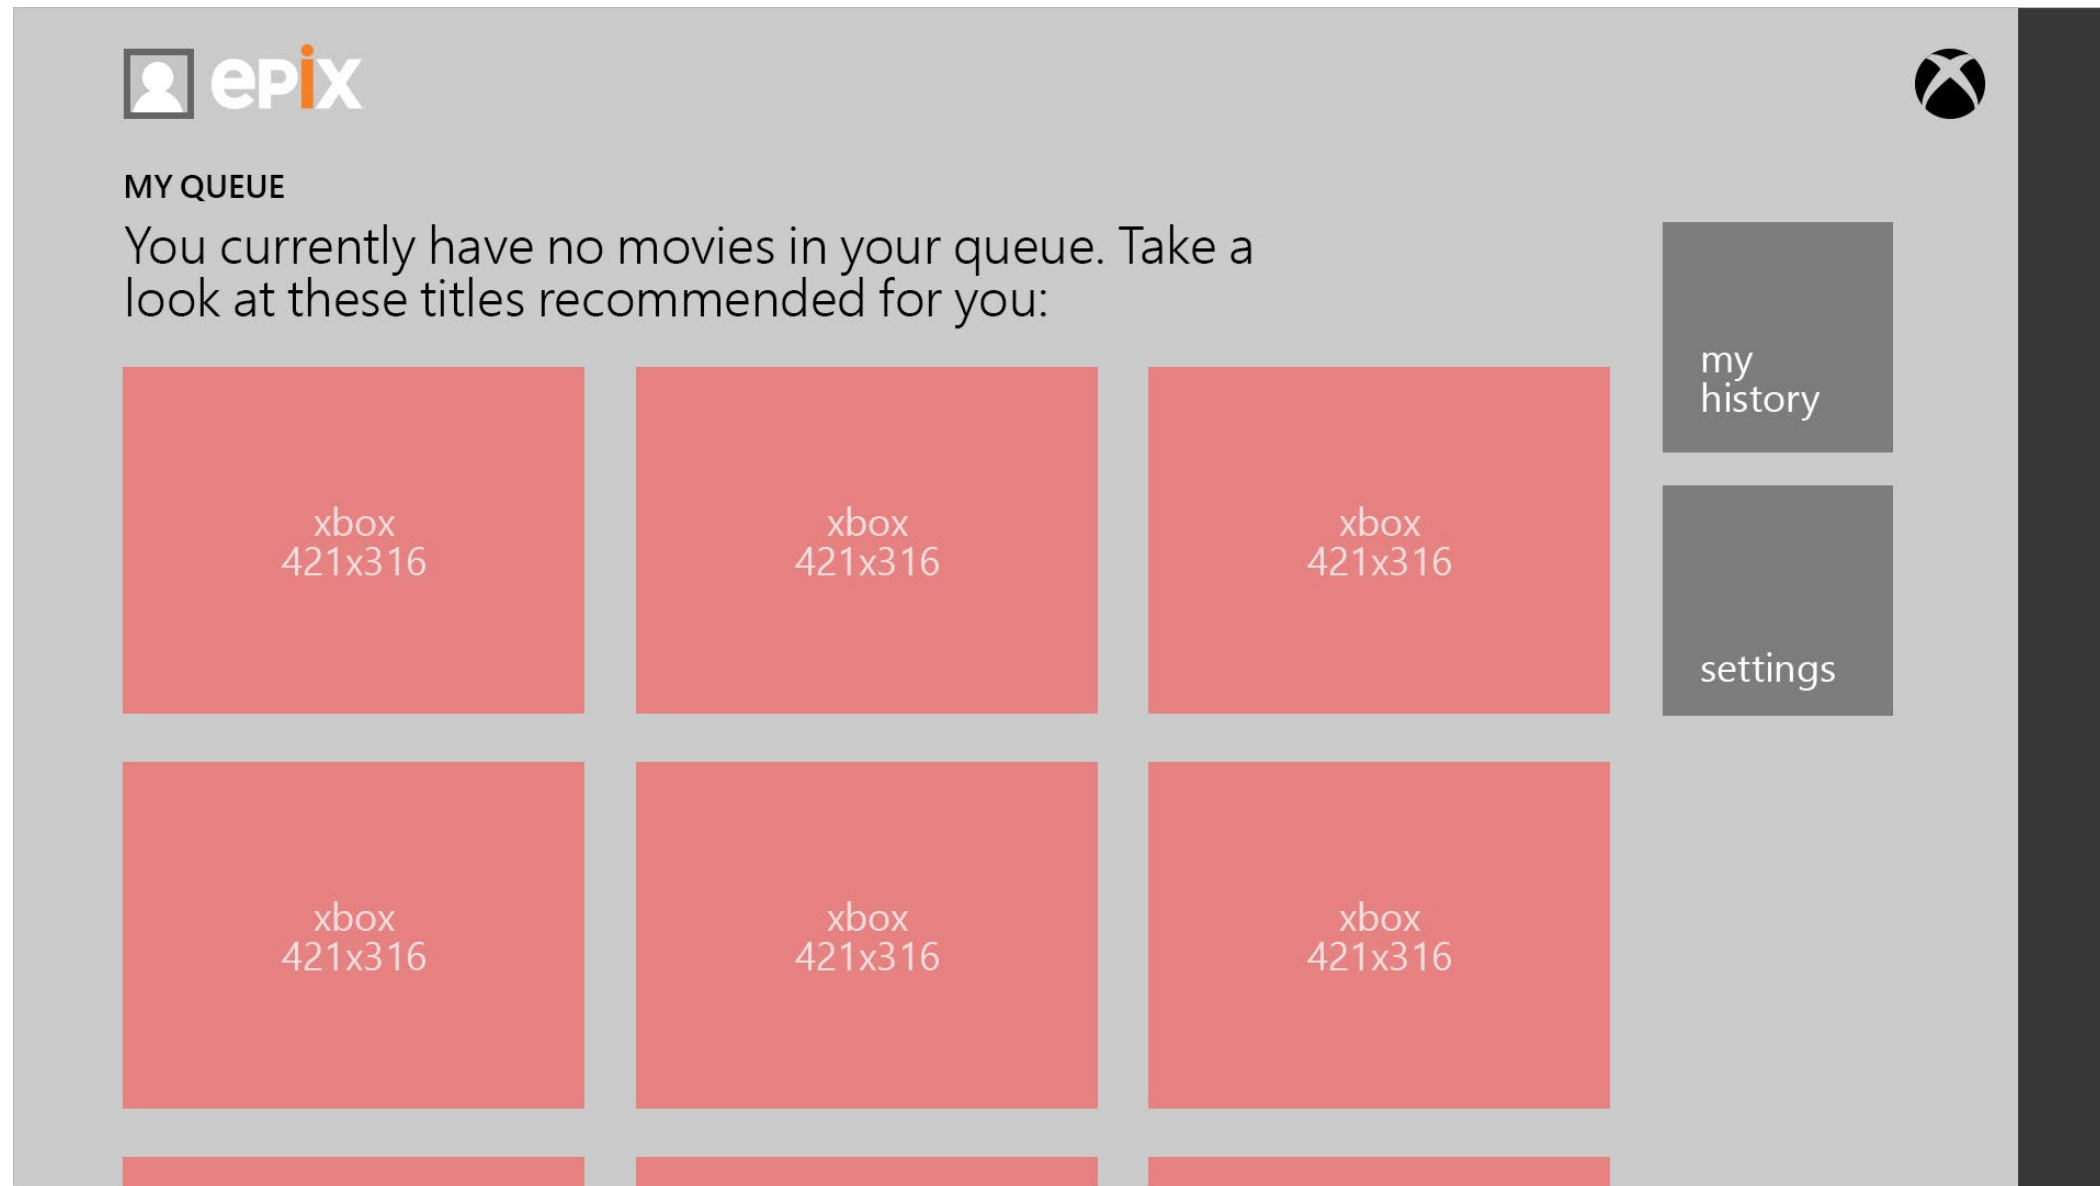 epix
MY QUEUE
You currently have no movies in your queue. Take a
look at these titles recommended for you:
xbox
421x316
xbox
421x316
xbox
421x316
my
history
settings
xbox
421x316
xbox
421x316
xbox
421x316